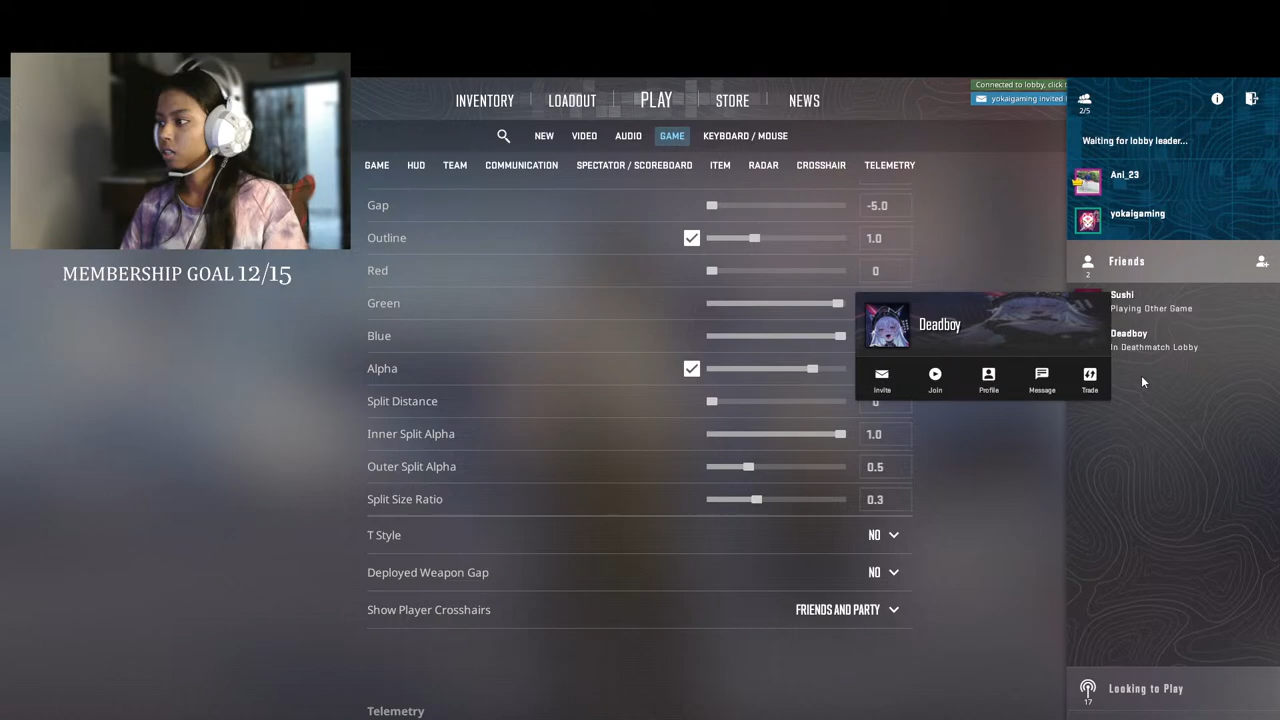 INVENTORY LOADOUT PLAY STORE NEWS
Connected to lobby, click
yokaigaming invited
2/5
NEW VIDEO AUDIO GAME KEYBOARD / MOUSE
Waiting for lobby leader...
GAME HUD TEAM COMMUNICATION SPECTATOR / SCOREBOARD ITEM RADAR CROSSHAIR TELEMETRY
Ani_23
yokaigaming
MEMBERSHIP GOAL 12/15
Gap -5.0
Outline 1.0
Red 0
Green
Blue
Alpha
Split Distance 0
Inner Split Alpha 1.0
Outer Split Alpha 0.5
Split Size Ratio 0.3
T Style NO
Deployed Weapon Gap NO
Show Player Crosshairs FRIENDS AND PARTY
Telemetry
Friends
2
Sushi
Playing Other Game
Deadboy
In Deathmatch Lobby
Deadboy
Invite Join Profile Message Trade
Looking to Play
17